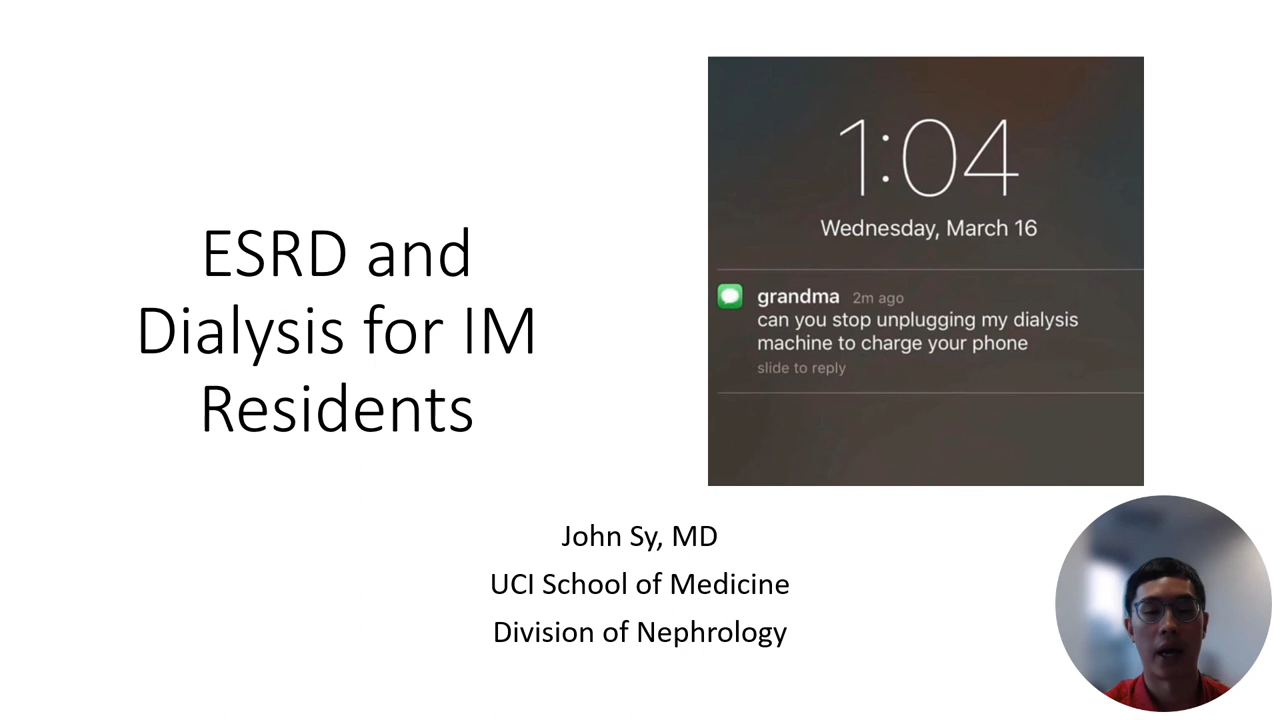 ESRD and
Dialysis for IM
Residents
1:04
Wednesday, March 16
grandma 2m ago
can you stop unplugging my dialysis
machine to charge your phone
slide to reply
John Sy, MD
UCI School of Medicine
Division of Nephrology